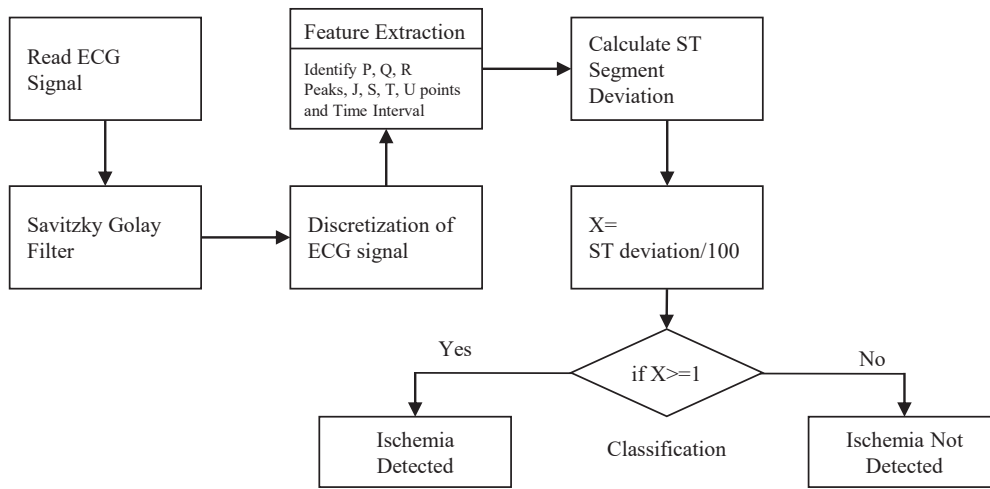 Read ECG
Signal
Savitzky Golay
Filter
Discretization of
ECG signal
Feature Extraction
Identify P, Q, R
Peaks, J, S, T, U points
and Time Interval
Calculate ST
Segment
Deviation
X=
ST deviation/100
if X>=1
Yes
No
Ischemia
Detected
Classification
Ischemia Not
Detected